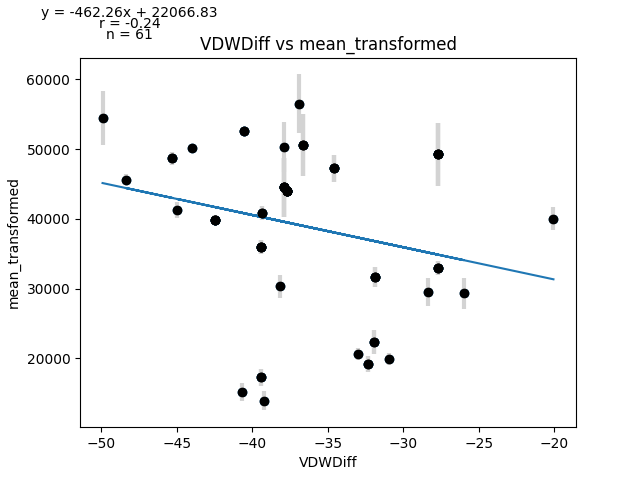 y = -462.26x + 22066.83
r = -0.24
n = 61
VDWDiff vs mean_transformed
60000
50000
40000
30000
20000
mean_transformed
−50
−45
−40
−35
−30
−25
−20
VDWDiff